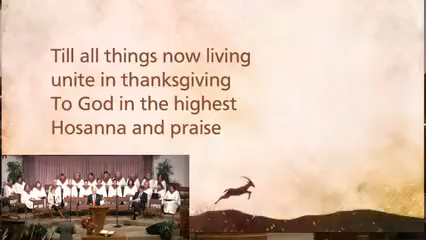 Till all things now living
unite in thanksgiving
To God in the highest
Hosanna and praise